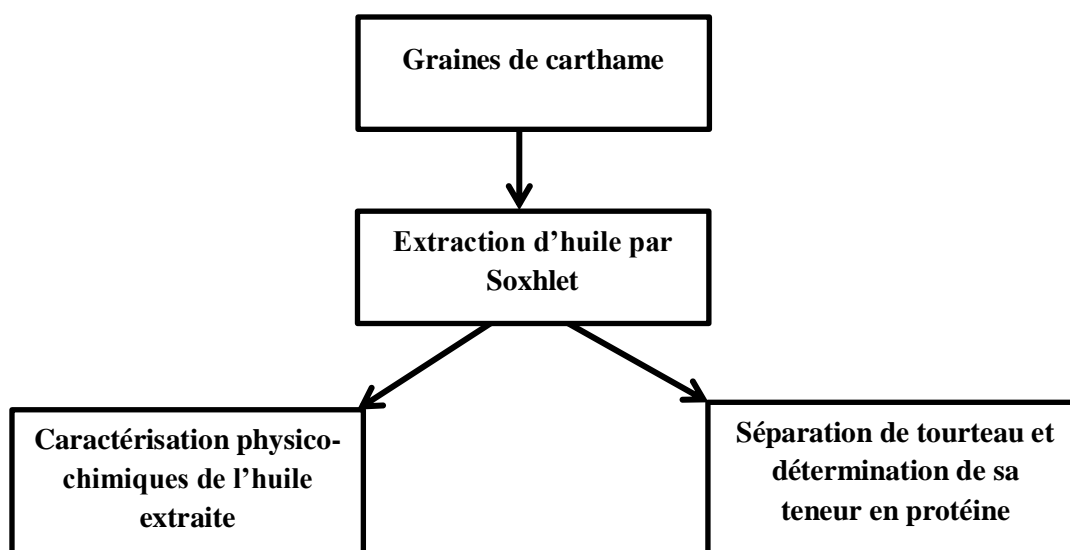 Graines de carthame
Extraction d’huile par
Soxhlet
Caractérisation physico-
chimiques de l’huile
extraite
Séparation de tourteau et
détermination de sa
teneur en protéine